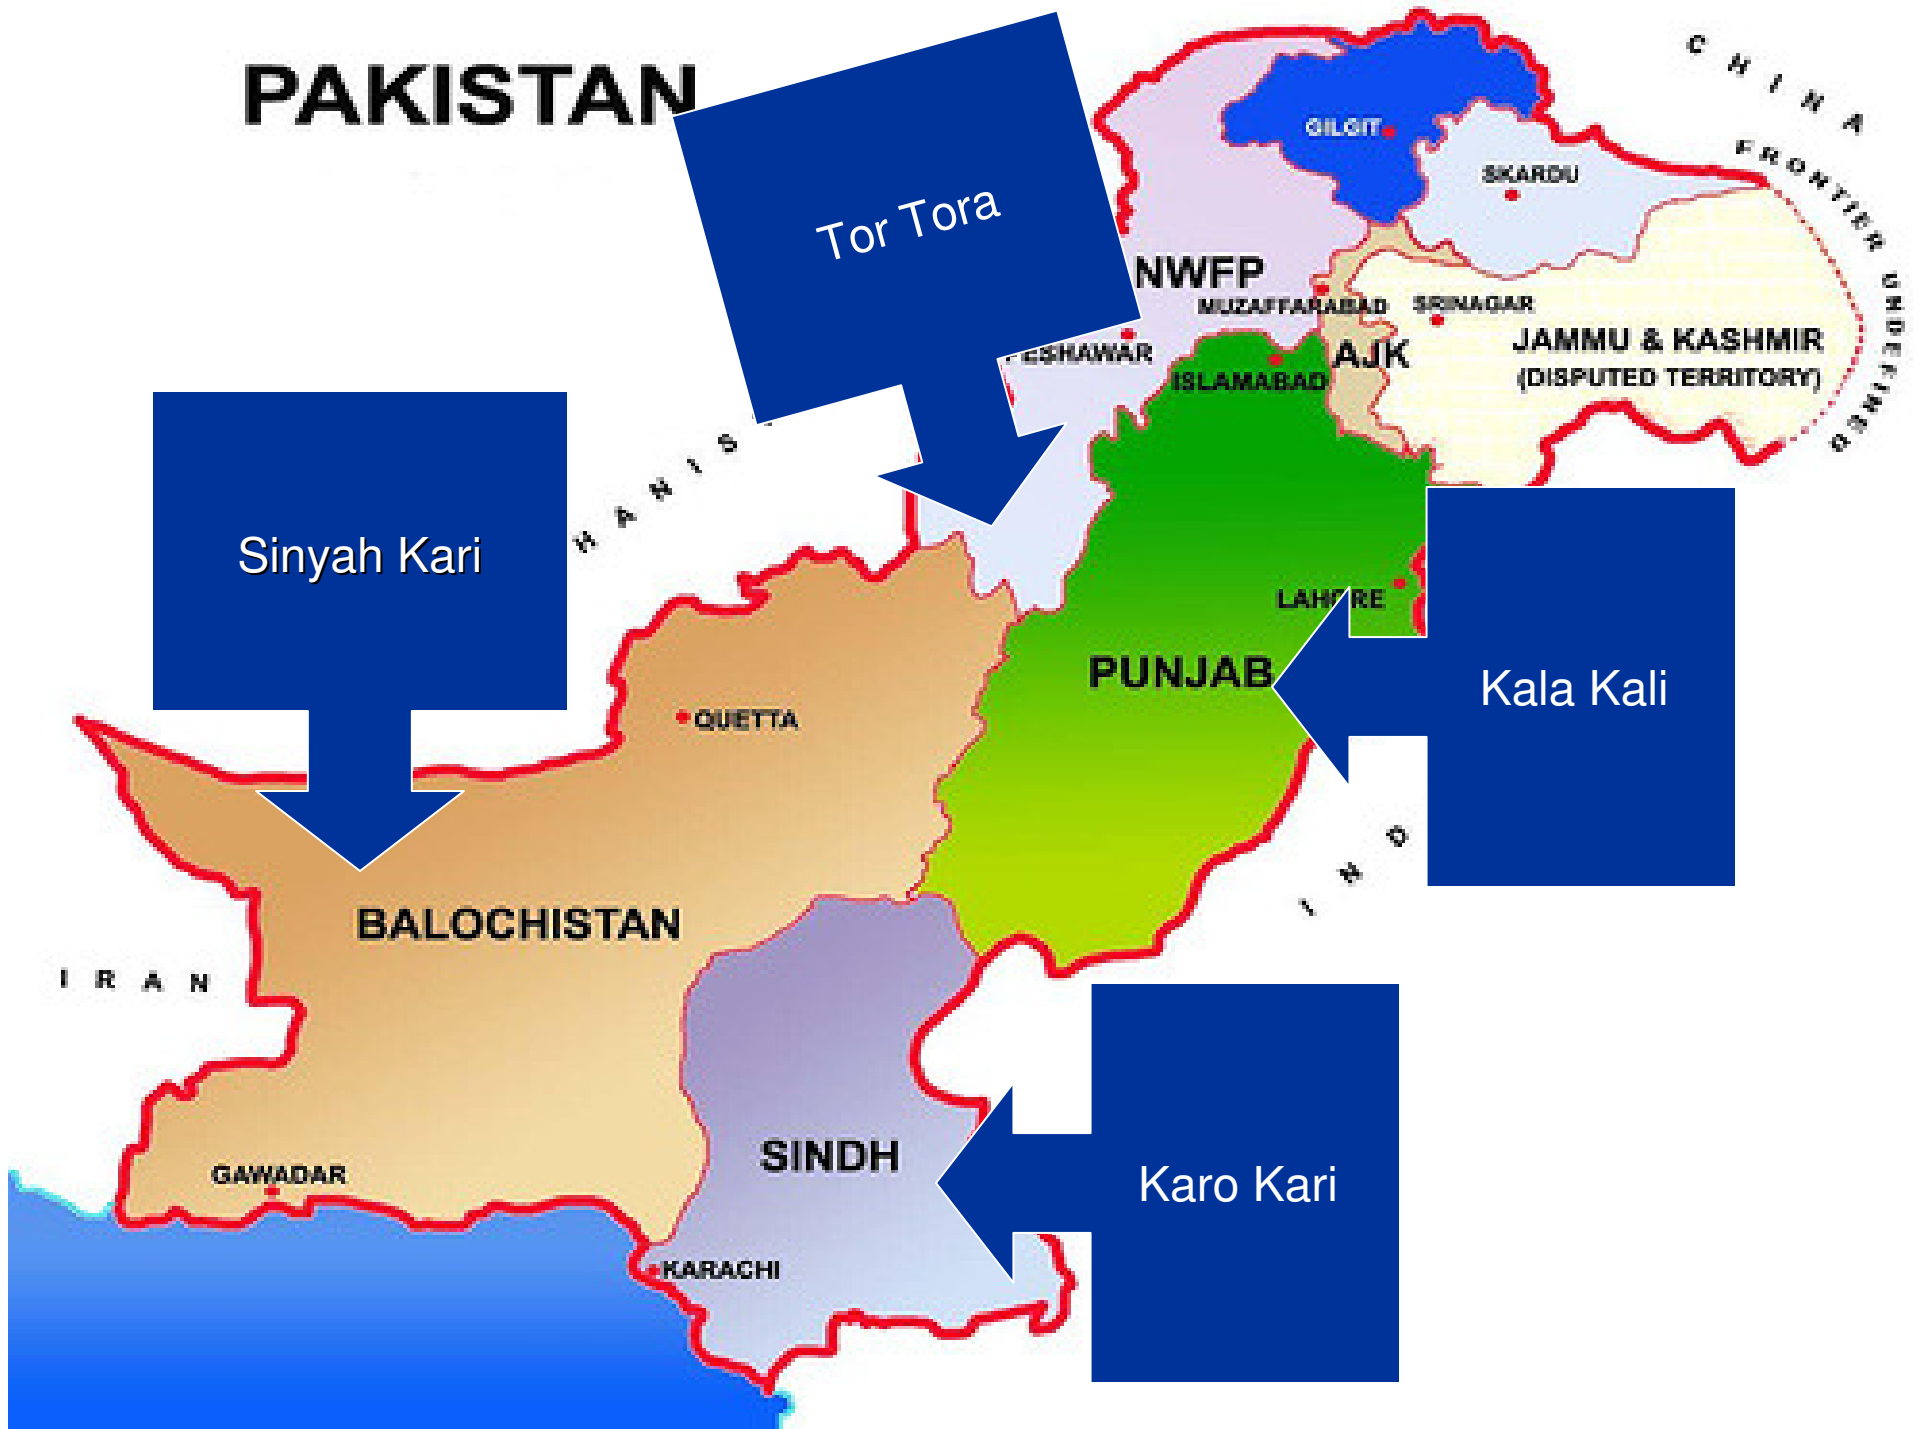 PAKISTAN
CHINA
FRONTIER UNDEFINED
GILGIT
SKARDU
Tor Tora
NWFP
MUZAFFARABAD
SRINAGAR
JAMMU & KASHMIR
(DISPUTED TERRITORY)
AJK
PESHAWAR
ISLAMABAD
HANIS
Sinyah Kari
LAHORE
PUNJAB
Kala Kali
QUETTA
IND
BALOCHISTAN
IRAN
SINDH
Karo Kari
GAWADAR
KARACHI